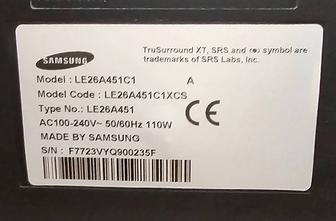 SAMSUNG
TruSurround XT, SRS and (●) symbol are
trademarks of SRS Labs, Inc.
Model : LE26A451C1 A
Model Code : LE26A451C1XCS
Type No.: LE26A451
AC100-240V~ 50/60Hz 110W
CE
MADE BY SAMSUNG
S/N : F7723VYQ900235F